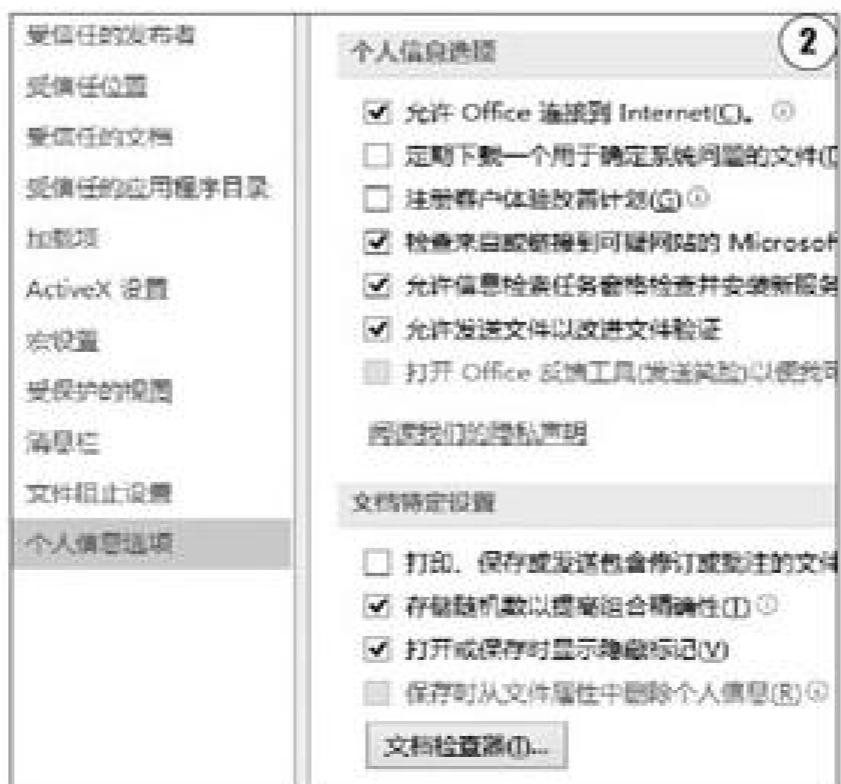 受信任的发布者
受信任位置
受信任的文档
受信任的应用程序目录
加载项
ActiveX 设置
宏设置
受保护的视图
消息栏
文件阻止设置
个人信息选项
2
个人信息选项
允许 Office 连接到 Internet(C)。
定期下载一个用于确定系统问题的文件(D
注册客户体验改善计划(G)
检查来自或链接到可疑网站的 Microsoft
允许信息检索任务窗格检查并安装新服务
允许发送文件以改进文件验证
打开 Office 反馈工具(发送笑脸)以便我可
阅读我们的隐私声明
文档特定设置
打印、保存或发送包含修订或批注的文件
存储随机数以提高组合精确性(T)
打开或保存时显示隐藏标记(V)
保存时从文件属性中删除个人信息(R)
文档检查器(I)...